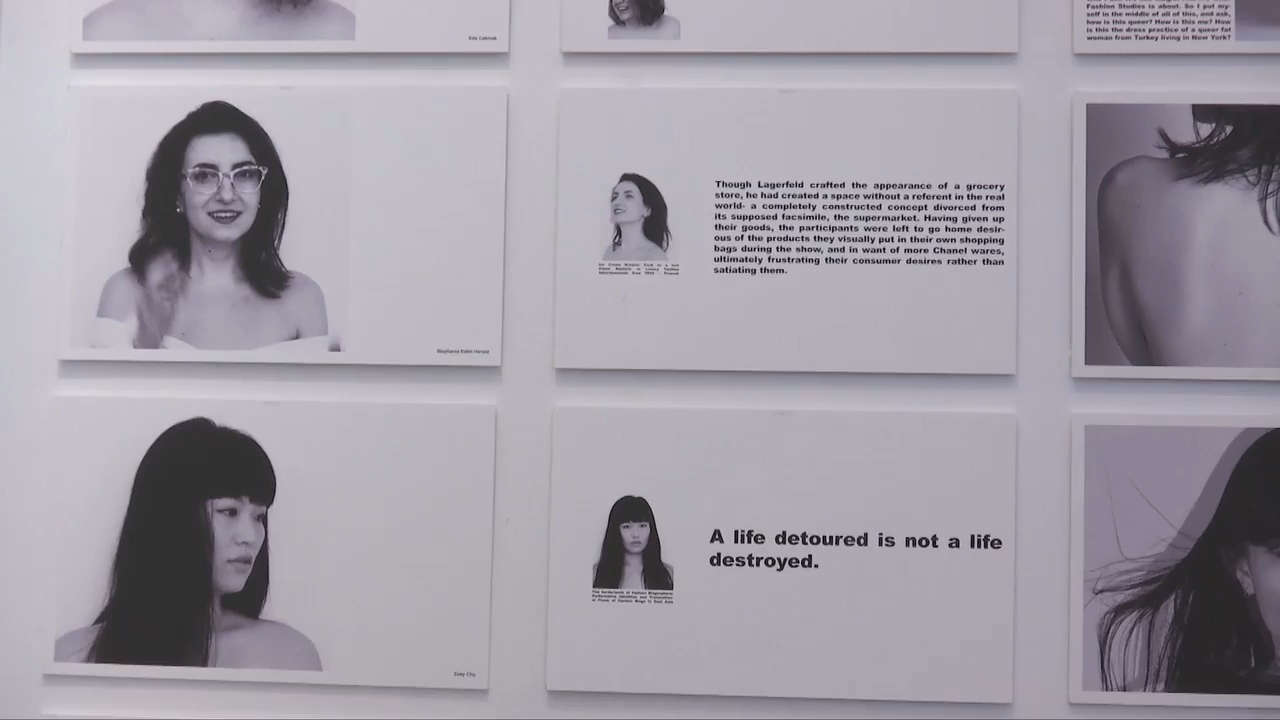 Fashion Studies is about. So I put my-
self in the middle of all of this, and ask,
how is this queer? How is this me? How
is this the dress practice of a queer fat
woman from Turkey living in New York?
Though Lagerfeld crafted the appearance of a grocery
store, he had created a space without a referent in the real
world- a completely constructed concept divorced from
its supposed facsimile, the supermarket. Having given up
their goods, the participants were left to go home desir-
ous of the products they visually put in their own shopping
bags during the show, and in want of more Chanel wares,
ultimately frustrating their consumer desires rather than
satiating them.
A life detoured is not a life
destroyed.
Zoey Chu